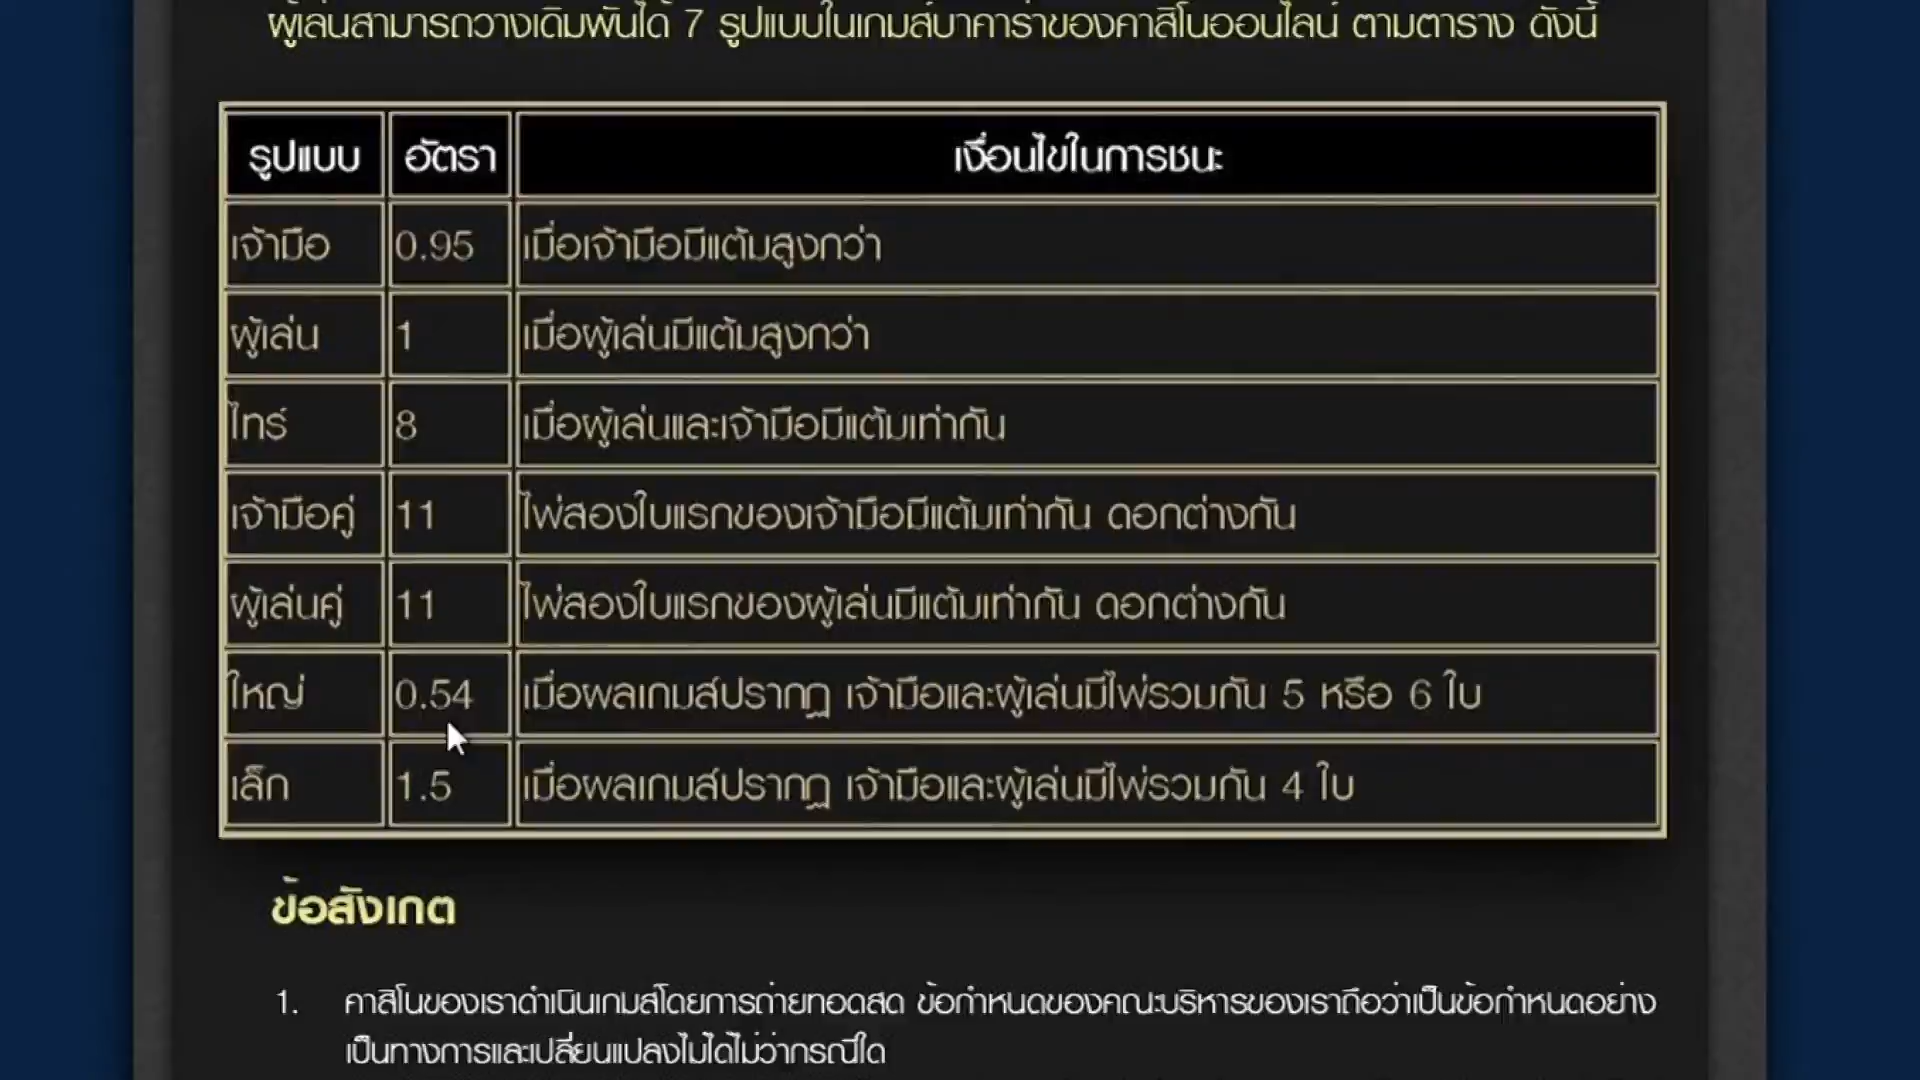 ผู้เล่นสามารถวางเดิมพันได้ 7 รูปแบบในเกมส์บาคาร่าของคาสิโนออนไลน์ ตามตาราง ดังนี้
รูปแบบ อัตรา เงื่อนไขในการชนะ
เจ้ามือ 0.95 เมื่อเจ้ามือมีแต้มสูงกว่า
ผู้เล่น 1 เมื่อผู้เล่นมีแต้มสูงกว่า
ไทร์ 8 เมื่อผู้เล่นและเจ้ามือมีแต้มเท่ากัน
เจ้ามือคู่ 11 ไพ่สองใบแรกของเจ้ามือมีแต้มเท่ากัน ดอกต่างกัน
ผู้เล่นคู่ 11 ไพ่สองใบแรกของผู้เล่นมีแต้มเท่ากัน ดอกต่างกัน
ใหญ่ 0.54 เมื่อผลเกมส์ปรากฏ เจ้ามือและผู้เล่นมีไพ่รวมกัน 5 หรือ 6 ใบ
เล็ก 1.5 เมื่อผลเกมส์ปรากฏ เจ้ามือและผู้เล่นมีไพ่รวมกัน 4 ใบ
ข้อสังเกต
1. คาสิโนของเราดำเนินเกมส์โดยการถ่ายทอดสด ข้อกำหนดของคณะบริหารของเราถือว่าเป็นข้อกำหนดอย่าง
เป็นทางการและเปลี่ยนแปลงไม่ได้ไม่ว่ากรณีใด